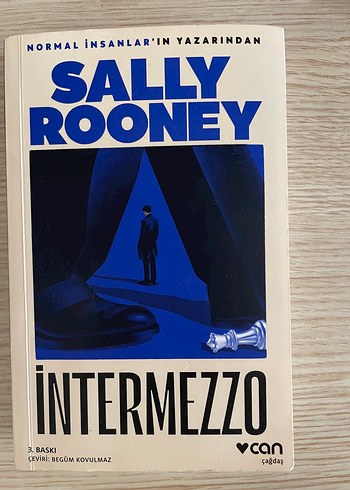 NORMAL İNSANLAR'IN YAZARINDAN
SALLY
ROONEY
İNTERMEZZO
3. BASKI
ÇEVİRİ: BEGÜM KOVULMAZ
can
çağdaş